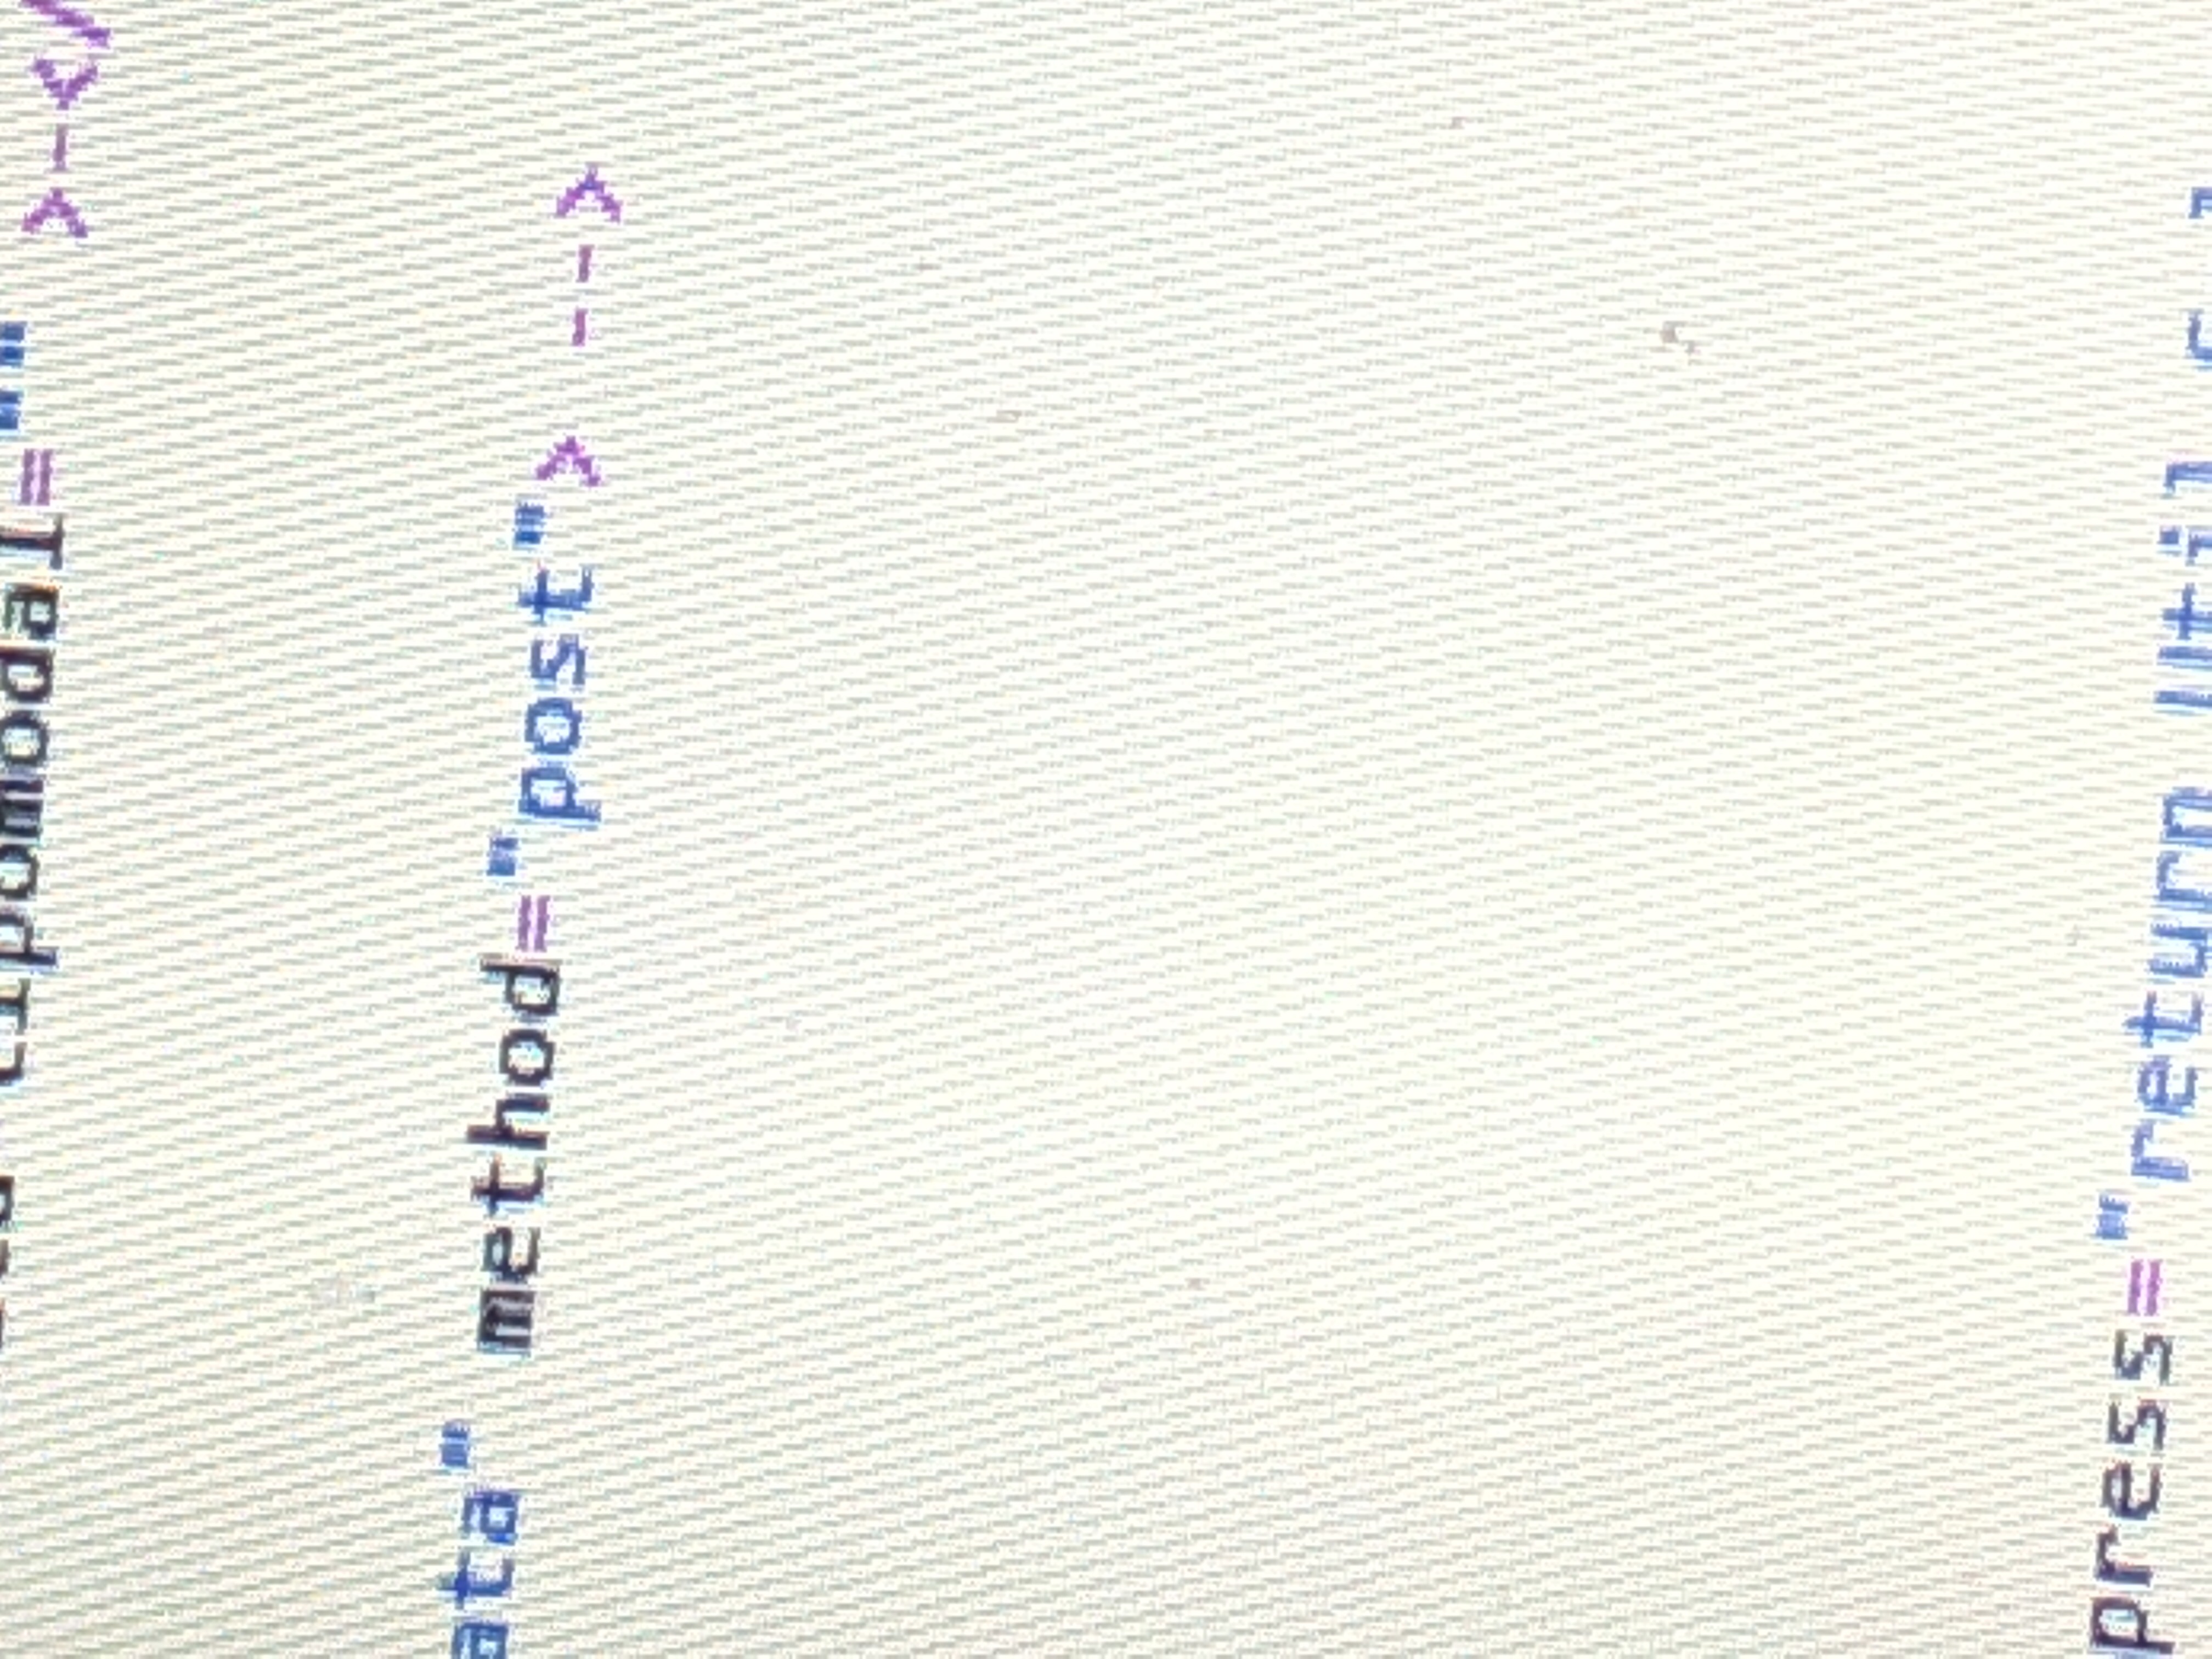 tipomodal="" >-</
ata" method="post"> -->
press="return Util